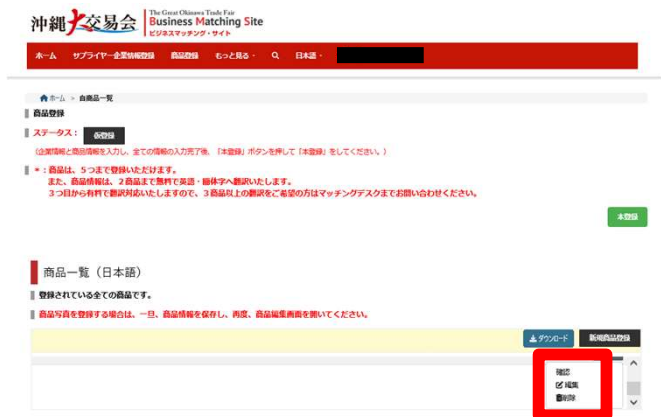 沖縄大交易会
The Great Okinawa Trade Fair
Business Matching Site
ビジネスマッチング・サイト
ホーム サプライヤー企業情報登録 商品登録 もっと見る 日本語
ホーム > 自商品一覧
商品登録
ステータス： 仮登録
（企業情報と商品情報を入力し、全ての情報の入力完了後、「本登録」ボタンを押して「本登録」をしてください。）
＊：商品は、５つまで登録いただけます。
また、商品情報は、２商品まで無料で英語・簡体字へ翻訳いたします。
３つ目から有料で翻訳対応いたしますので、３商品以上の翻訳をご希望の方はマッチングデスクまでお問い合わせください。
本登録
商品一覧（日本語）
登録されている全ての商品です。
商品写真を登録する場合は、一旦、商品情報を保存し、再度、商品編集画面を開いてください。
ダウンロード 新規商品登録
確認
編集
削除